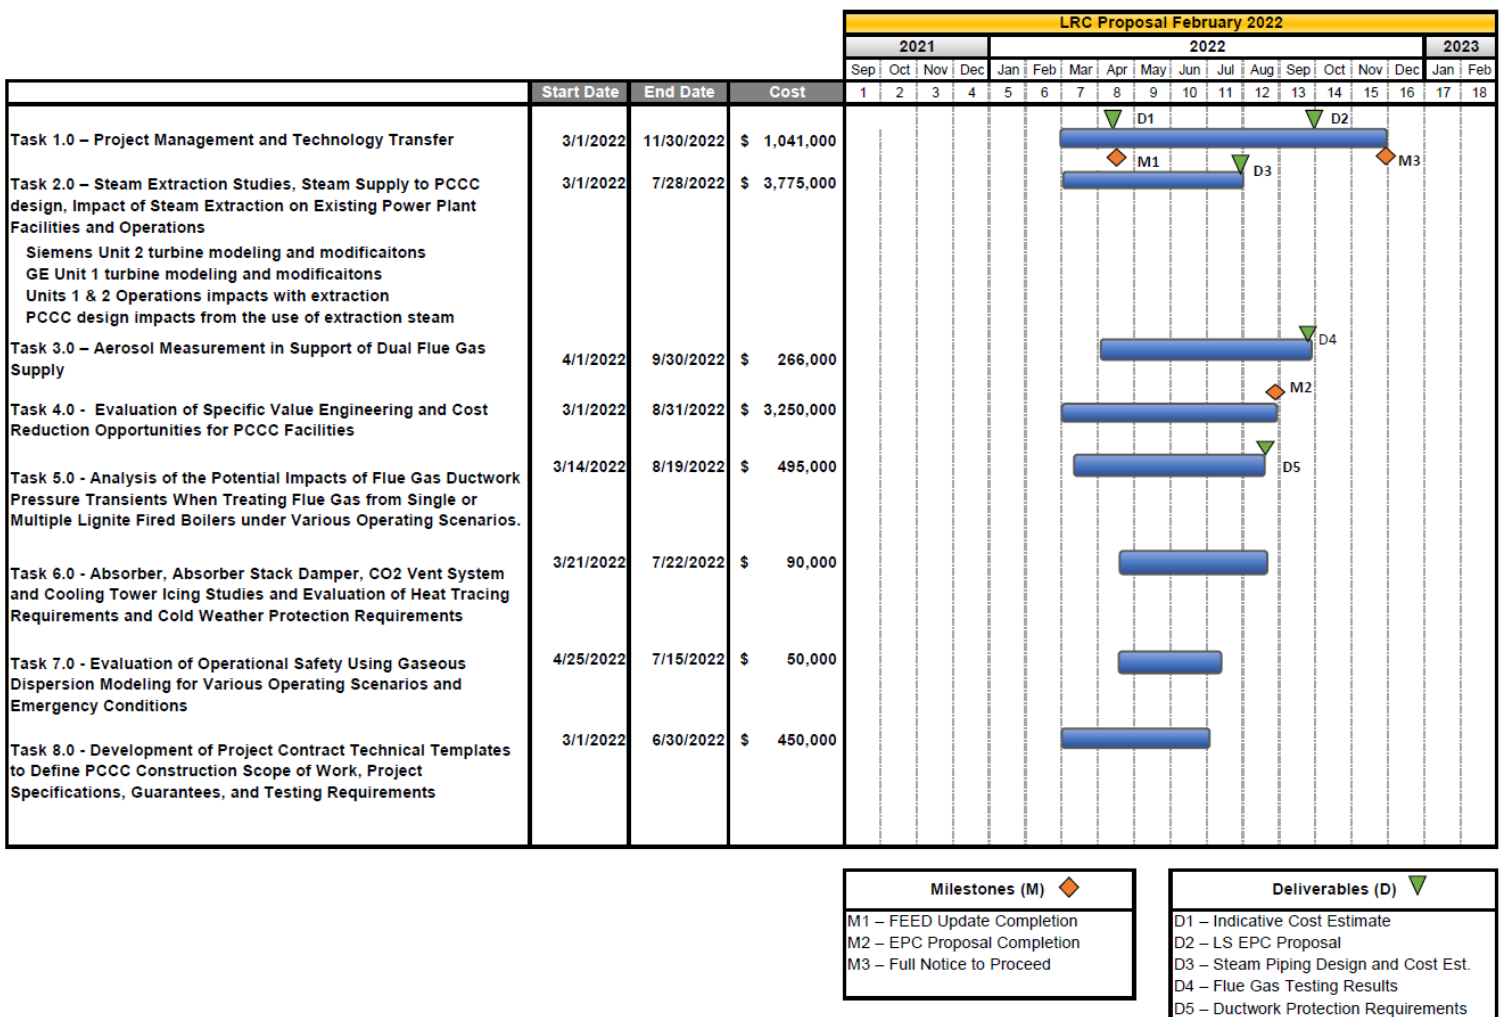 LRC Proposal February 2022
2021 2022 2023
Sep Oct Nov Dec Jan Feb Mar Apr May Jun Jul Aug Sep Oct Nov Dec Jan Feb
Start Date End Date Cost 1 2 3 4 5 6 7 8 9 10 11 12 13 14 15 16 17 18
D1 D2
Task 1.0 – Project Management and Technology Transfer 3/1/2022 11/30/2022 $ 1,041,000
M1 M3
Task 2.0 – Steam Extraction Studies, Steam Supply to PCCC 3/1/2022 7/28/2022 $ 3,775,000 D3
design, Impact of Steam Extraction on Existing Power Plant
Facilities and Operations
Siemens Unit 2 turbine modeling and modificaitons
GE Unit 1 turbine modeling and modificaitons
Units 1 & 2 Operations impacts with extraction
PCCC design impacts from the use of extraction steam
Task 3.0 – Aerosol Measurement in Support of Dual Flue Gas D4
Supply 4/1/2022 9/30/2022 $ 266,000
M2
Task 4.0 - Evaluation of Specific Value Engineering and Cost 3/1/2022 8/31/2022 $ 3,250,000
Reduction Opportunities for PCCC Facilities
3/14/2022 8/19/2022 $ 495,000 D5
Task 5.0 - Analysis of the Potential Impacts of Flue Gas Ductwork
Pressure Transients When Treating Flue Gas from Single or
Multiple Lignite Fired Boilers under Various Operating Scenarios.
3/21/2022 7/22/2022 $ 90,000
Task 6.0 - Absorber, Absorber Stack Damper, CO2 Vent System
and Cooling Tower Icing Studies and Evaluation of Heat Tracing
Requirements and Cold Weather Protection Requirements
Task 7.0 - Evaluation of Operational Safety Using Gaseous 4/25/2022 7/15/2022 $ 50,000
Dispersion Modeling for Various Operating Scenarios and
Emergency Conditions
3/1/2022 6/30/2022 $ 450,000
Task 8.0 - Development of Project Contract Technical Templates
to Define PCCC Construction Scope of Work, Project
Specifications, Guarantees, and Testing Requirements
Milestones (M)
M1 – FEED Update Completion
M2 – EPC Proposal Completion
M3 – Full Notice to Proceed
Deliverables (D)
D1 – Indicative Cost Estimate
D2 – LS EPC Proposal
D3 – Steam Piping Design and Cost Est.
D4 – Flue Gas Testing Results
D5 – Ductwork Protection Requirements